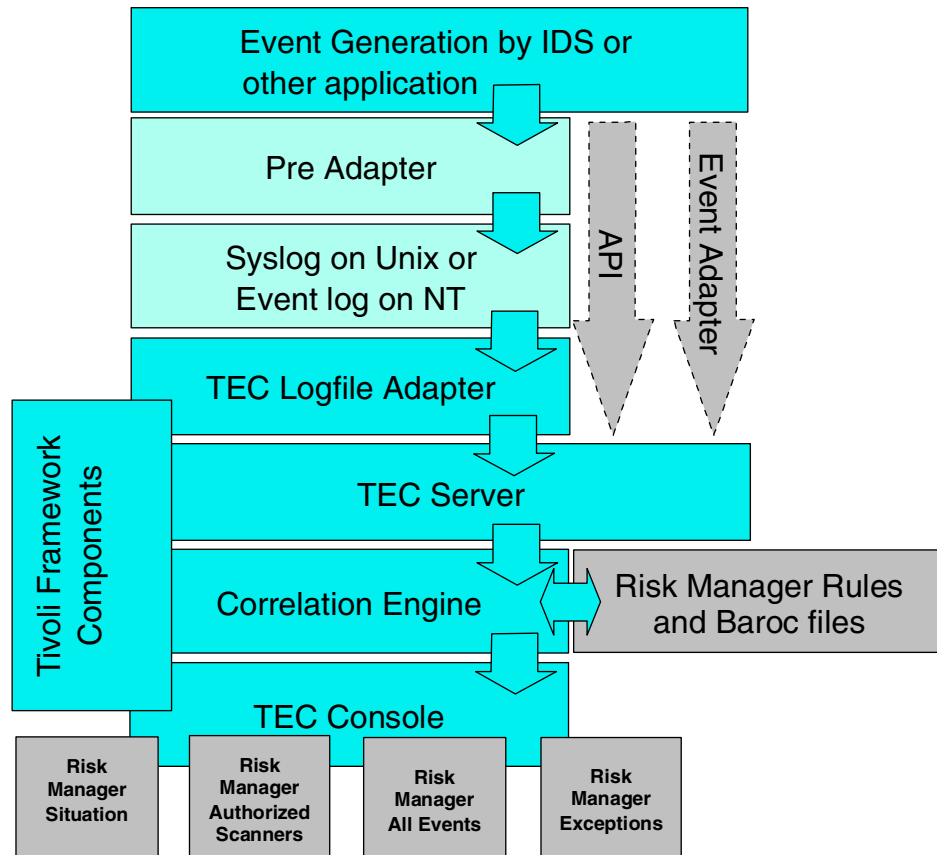 Event Generation by IDS or
other application
Pre Adapter
API
Event Adapter
Syslog on Unix or
Event log on NT
TEC Logfile Adapter
Tivoli Framework
Components
TEC Server
Correlation Engine
Risk Manager Rules
and Baroc files
TEC Console
Risk
Manager
Situation
Risk
Manager
Authorized
Scanners
Risk
Manager
All Events
Risk
Manager
Exceptions